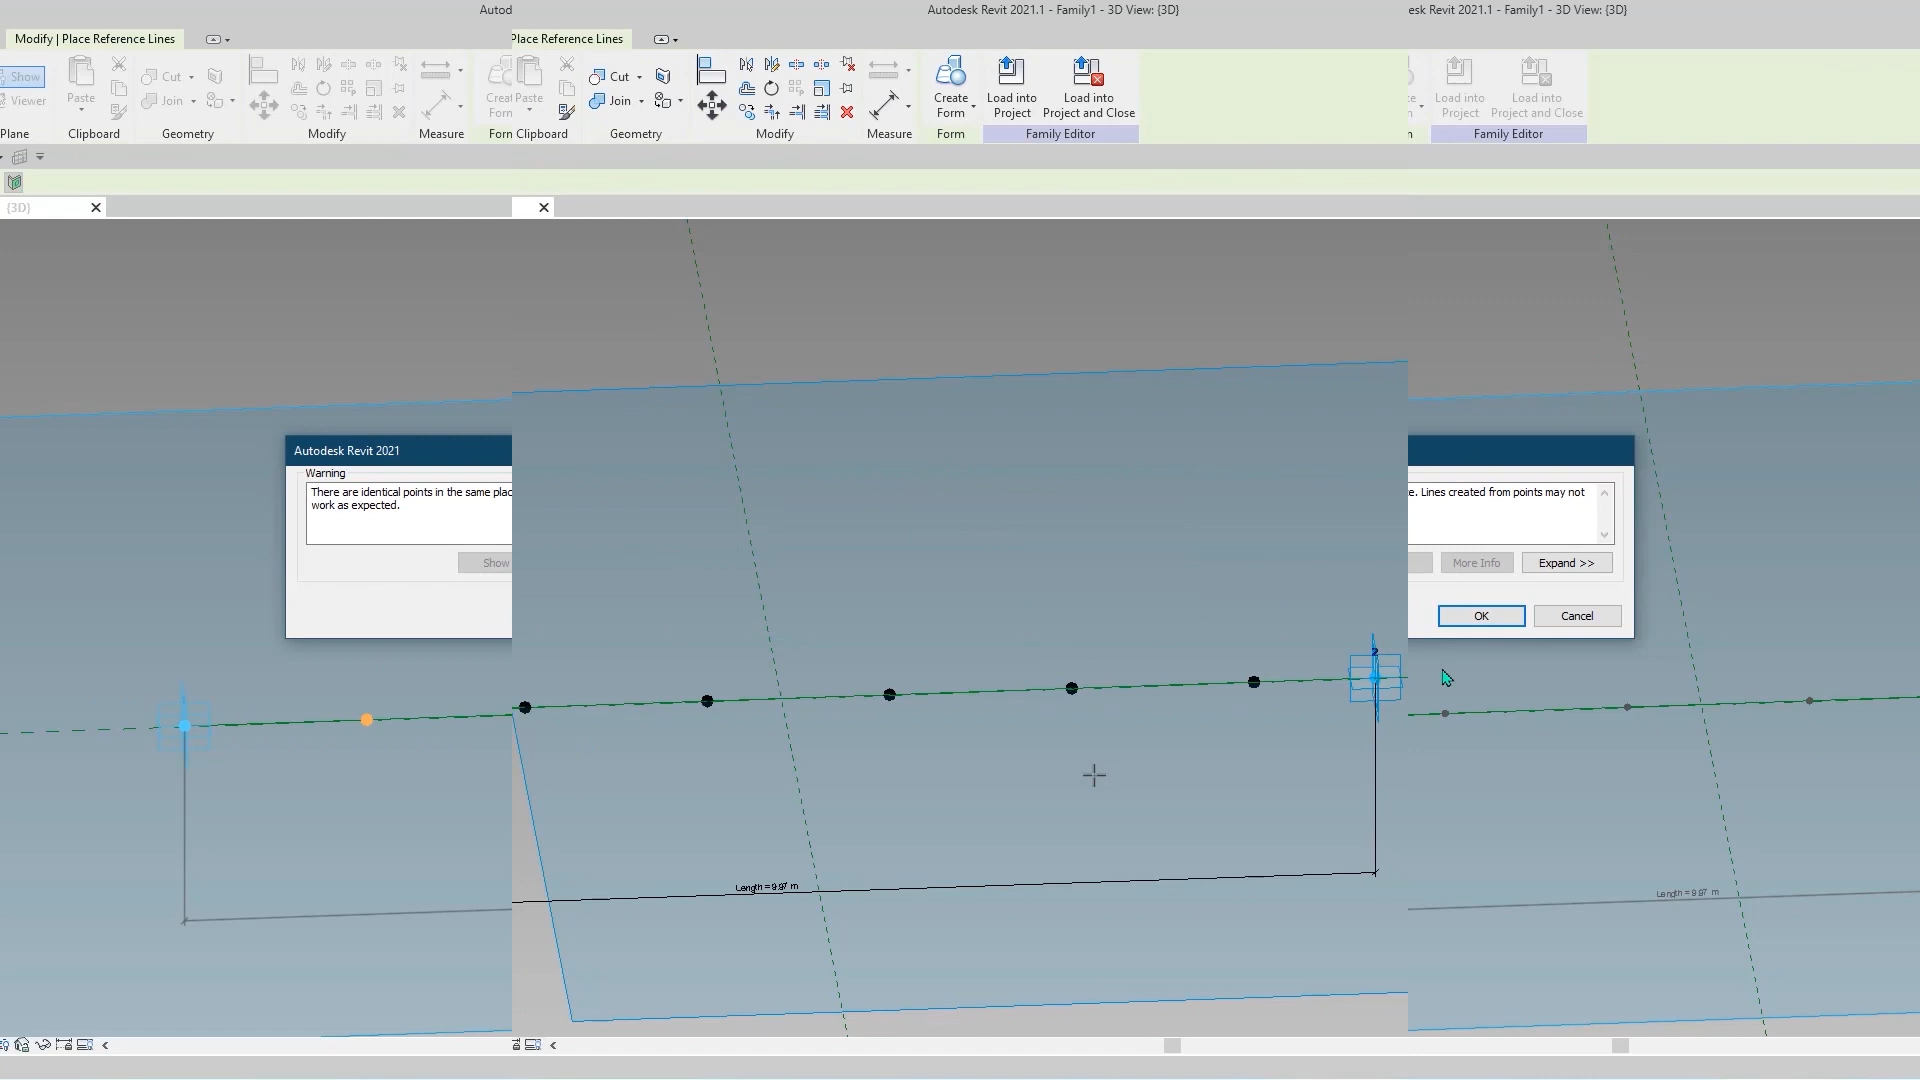 Autod
Autodesk Revit 2021.1 - Family1 - 3D View: {3D}
esk Revit 2021.1 - Family1 - 3D View: {3D}
Modify | Place Reference Lines
Place Reference Lines
Show
Viewer
Plane
Paste
Clipboard
Cut
Join
Geometry
Modify
Measure
Creat
Form
Forn
Paste
Clipboard
Cut
Join
Geometry
Modify
Measure
Create
Form
Form
Load into
Project
Load into
Project and Close
Family Editor
Load into
Project
Load into
Project and Close
Family Editor
{3D}
Autodesk Revit 2021
Warning
There are identical points in the same plac
work as expected.
Show
e. Lines created from points may not
More Info
Expand >>
OK
Cancel
2
Length = 9.97 m
Length = 9.97 m